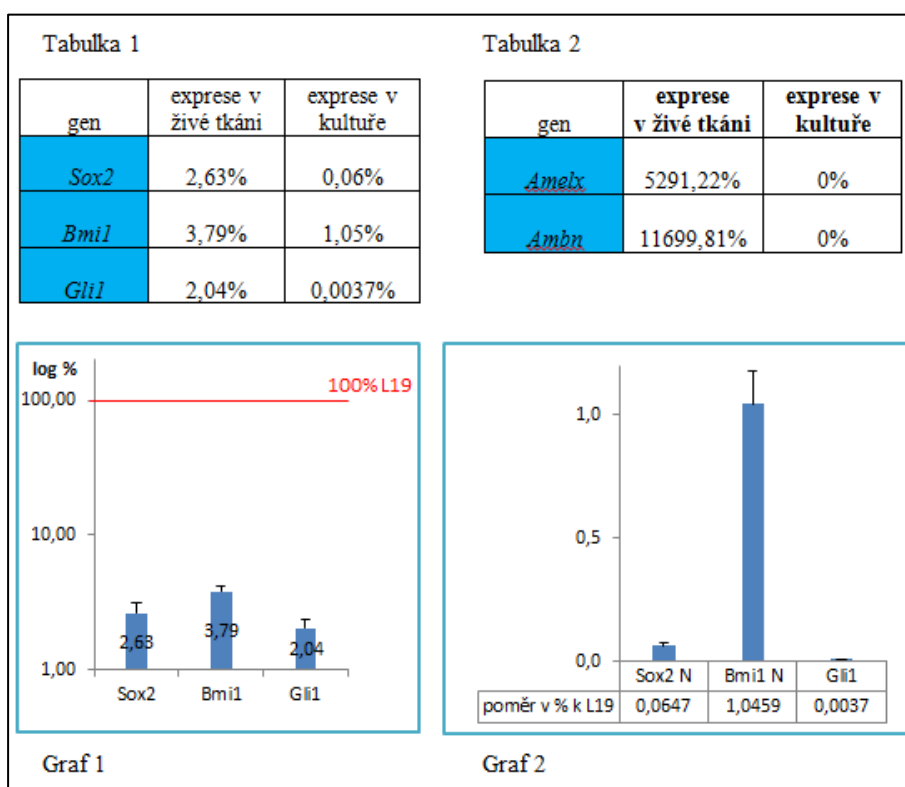 Tabulka 1
gen	exprese v živé tkáni	exprese v kultuře
Sox2	2,63%	0,06%
Bmi1	3,79%	1,05%
Gli1	2,04%	0,0037%
Tabulka 2
gen	exprese v živé tkáni	exprese v kultuře
Amelx	5291,22%	0%
Ambn	11699,81%	0%
log %
100% L19
100,00
10,00
1,00
2,63	3,79	2,04
Sox2	Bmi1	Gli1
Graf 1
1,0
0,5
0,0
Sox2 N	Bmi1 N	Gli1
poměr v % k L19	0,0647	1,0459	0,0037
Graf 2